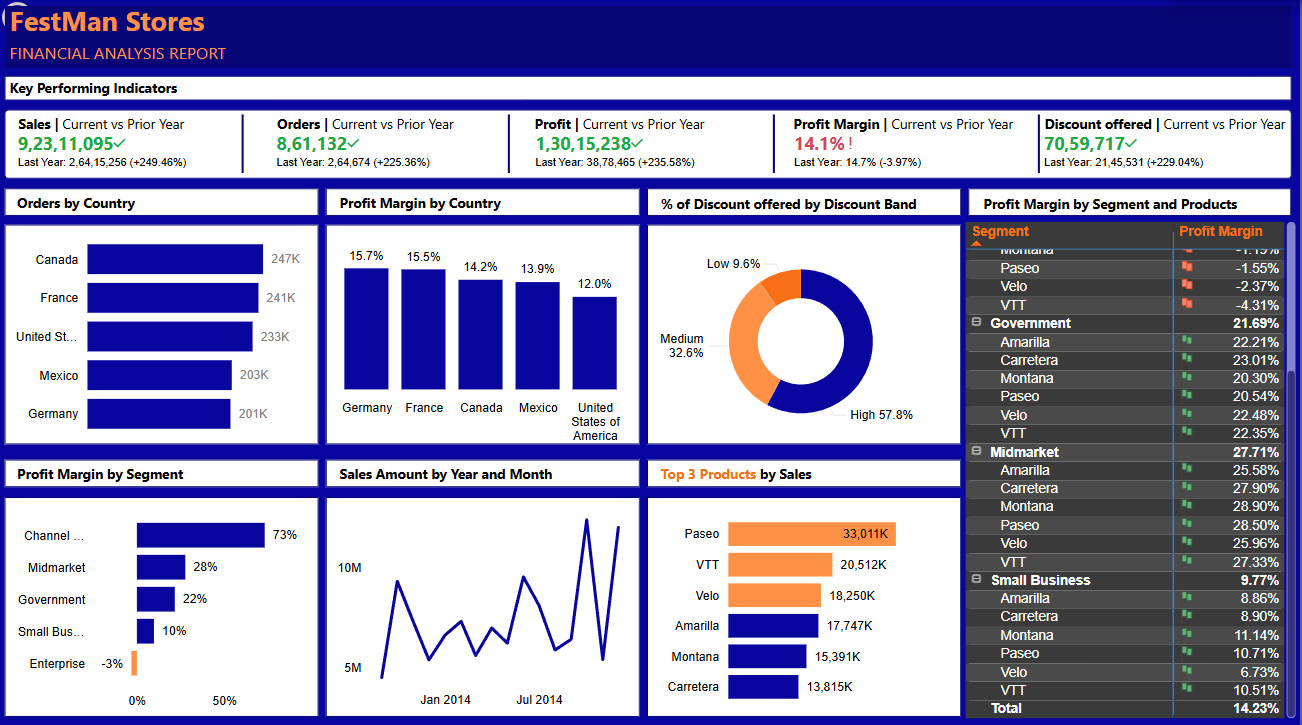 FestMan Stores
FINANCIAL ANALYSIS REPORT
Key Performing Indicators
Sales | Current vs Prior Year
9,23,11,095
Last Year: 2,64,15,256 (+249.46%)
Orders | Current vs Prior Year
8,61,132
Last Year: 2,64,674 (+225.36%)
Profit | Current vs Prior Year
1,30,15,238
Last Year: 38,78,465 (+235.58%)
Profit Margin | Current vs Prior Year
14.1% !
Last Year: 14.7% (-3.97%)
Discount offered | Current vs Prior Year
70,59,717
Last Year: 21,45,531 (+229.04%)
Orders by Country
Canada 247K
France 241K
United St... 233K
Mexico 203K
Germany 201K
Profit Margin by Country
15.7% 15.5% 14.2% 13.9% 12.0%
Germany France Canada Mexico United
States of
America
% of Discount offered by Discount Band
Low 9.6%
Medium
32.6%
High 57.8%
Profit Margin by Segment and Products
Segment Profit Margin
Montana -1.19%
Paseo -1.55%
Velo -2.37%
VTT -4.31%
Government 21.69%
Amarilla 22.21%
Carretera 23.01%
Montana 20.30%
Paseo 20.54%
Velo 22.48%
VTT 22.35%
Midmarket 27.71%
Amarilla 25.58%
Carretera 27.90%
Montana 28.90%
Paseo 28.50%
Velo 25.96%
VTT 27.33%
Small Business 9.77%
Amarilla 8.86%
Carretera 8.90%
Montana 11.14%
Paseo 10.71%
Velo 6.73%
VTT 10.51%
Total 14.23%
Profit Margin by Segment
Channel ... 73%
Midmarket 28%
Government 22%
Small Bus... 10%
Enterprise -3%
0% 50%
Sales Amount by Year and Month
10M
5M
Jan 2014 Jul 2014
Top 3 Products by Sales
Paseo 33,011K
VTT 20,512K
Velo 18,250K
Amarilla 17,747K
Montana 15,391K
Carretera 13,815K